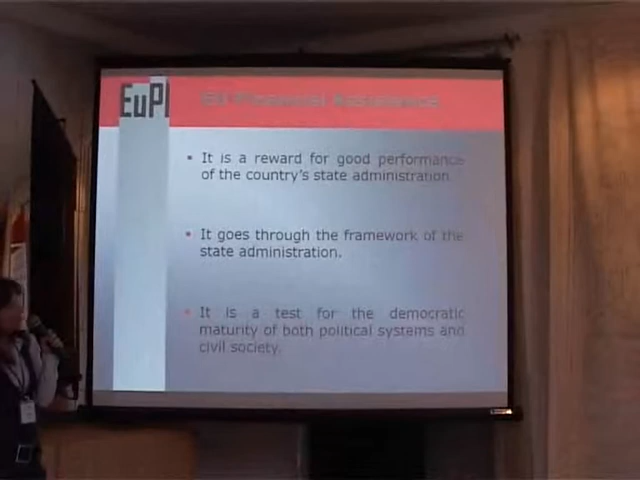 EuPI
EU Financial Assistance
It is a reward for good performance
of the country's state administration.
It goes through the framework of the
state administration.
It is a test for the democratic
maturity of both political systems and
civil society.